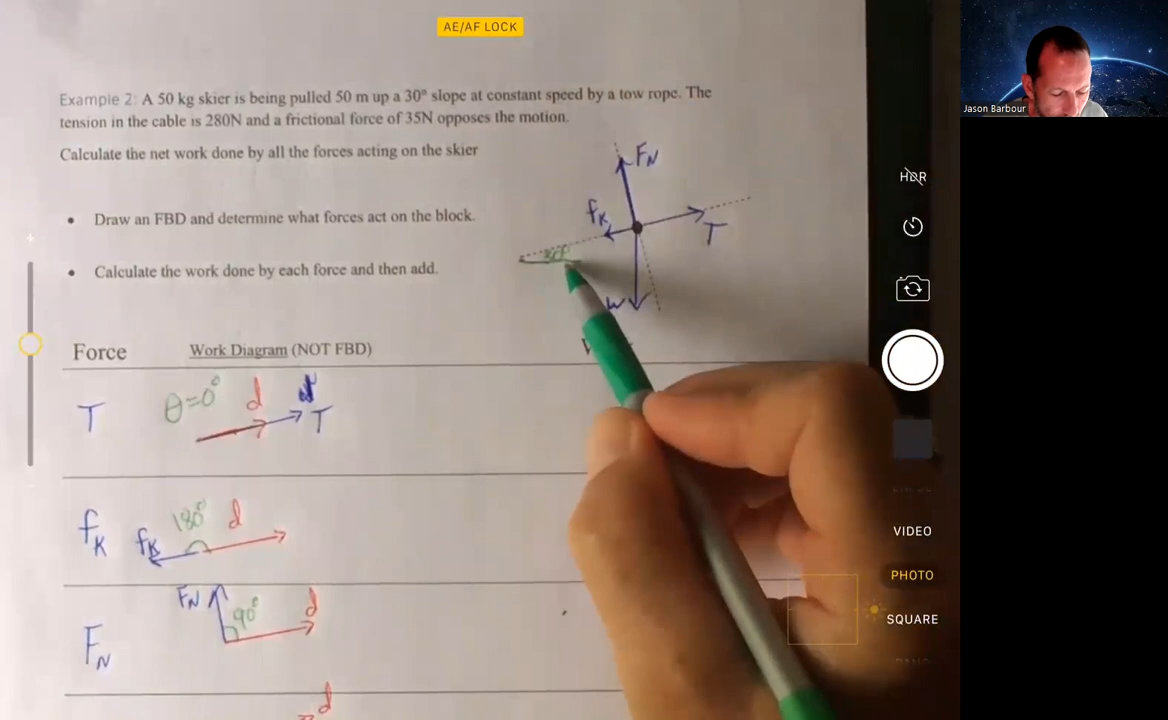 AE/AF LOCK
Example 2: A 50 kg skier is being pulled 50 m up a 30° slope at constant speed by a tow rope. The
tension in the cable is 280N and a frictional force of 35N opposes the motion.
Calculate the net work done by all the forces acting on the skier
• Draw an FBD and determine what forces act on the block.
• Calculate the work done by each force and then add.
FN
fK
T
W
Force Work Diagram (NOT FBD)
T θ=0° d T
fK fK 180° d
FN FN 90° d
d
Jason Barbour
HDR
VIDEO
PHOTO
SQUARE